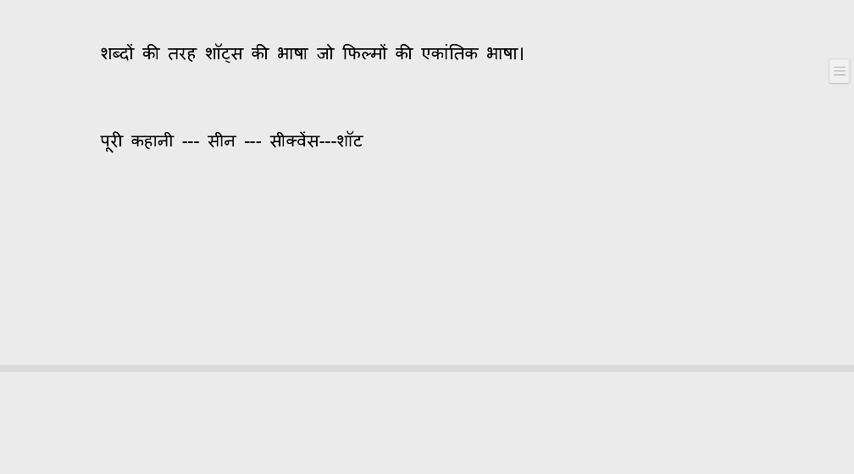 शब्दों की तरह शॉट्स की भाषा जो फिल्मों की एकांतिक भाषा।
पूरी कहानी --- सीन --- सीक्वेंस---शॉट